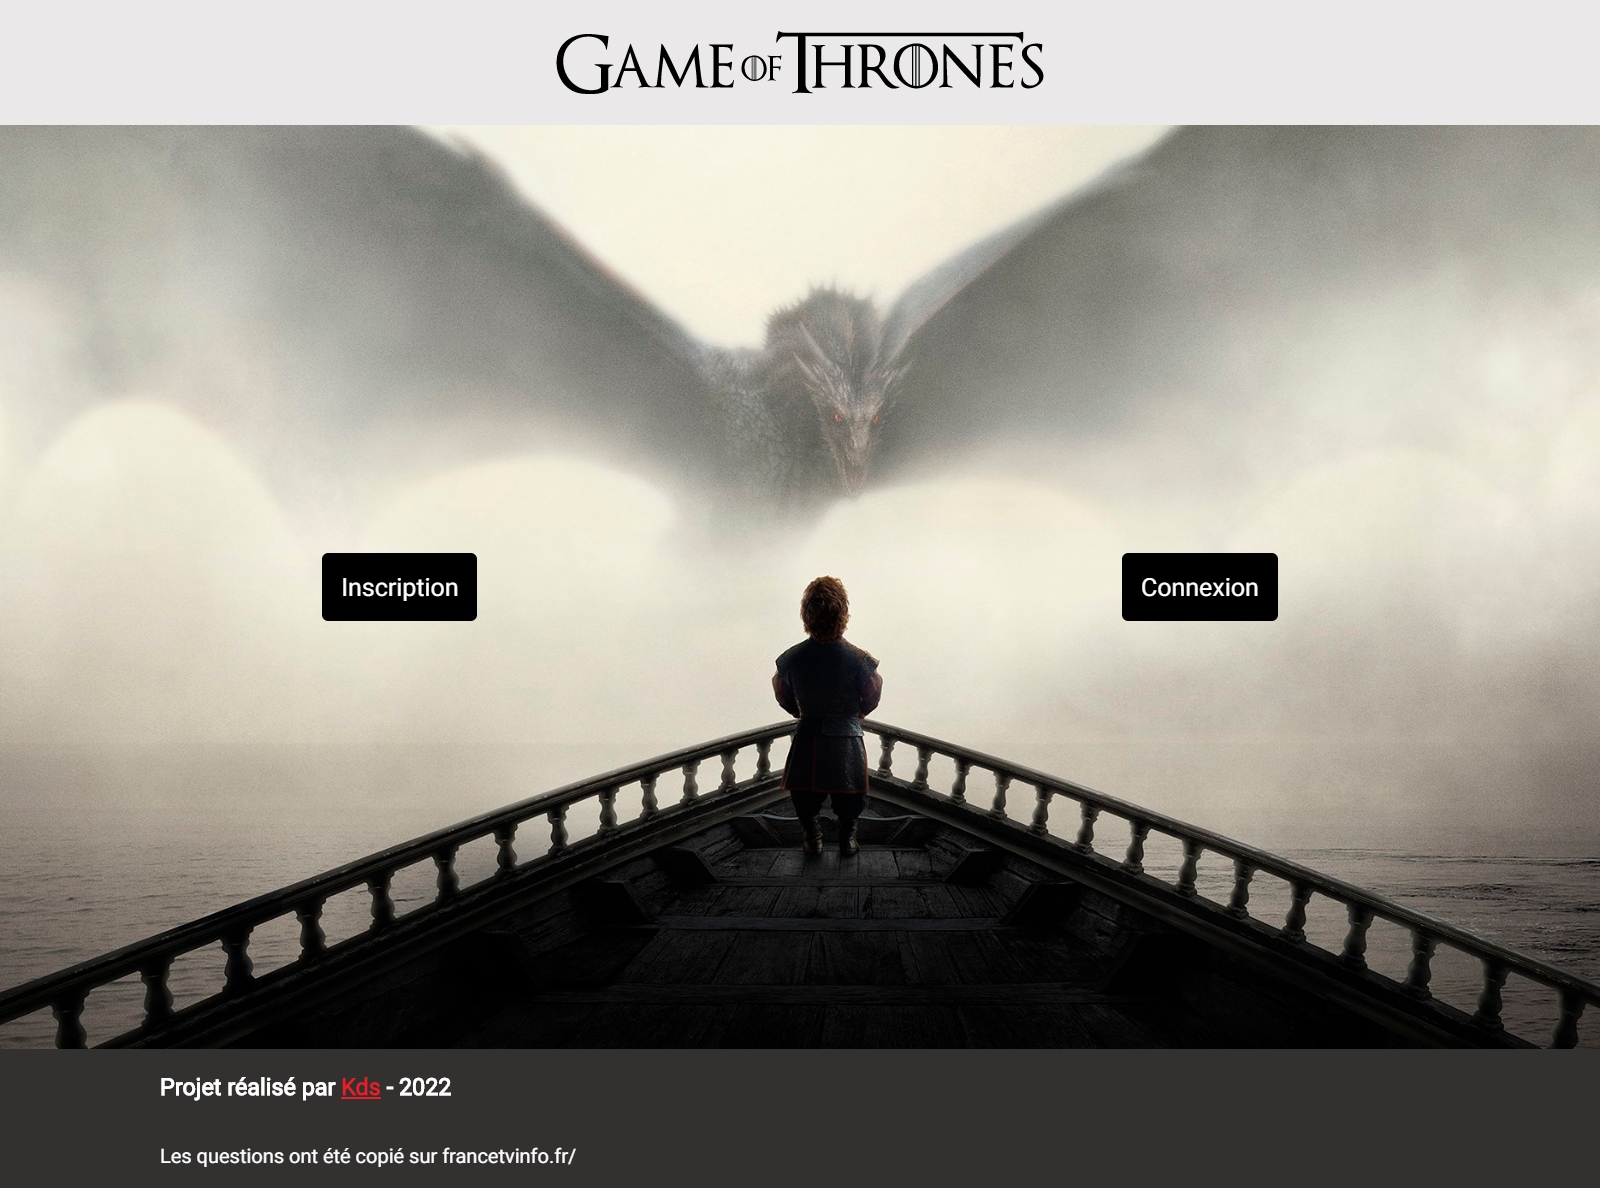 GAME OF THRONES
Inscription
Connexion
Projet réalisé par Kds - 2022
Les questions ont été copié sur francetvinfo.fr/